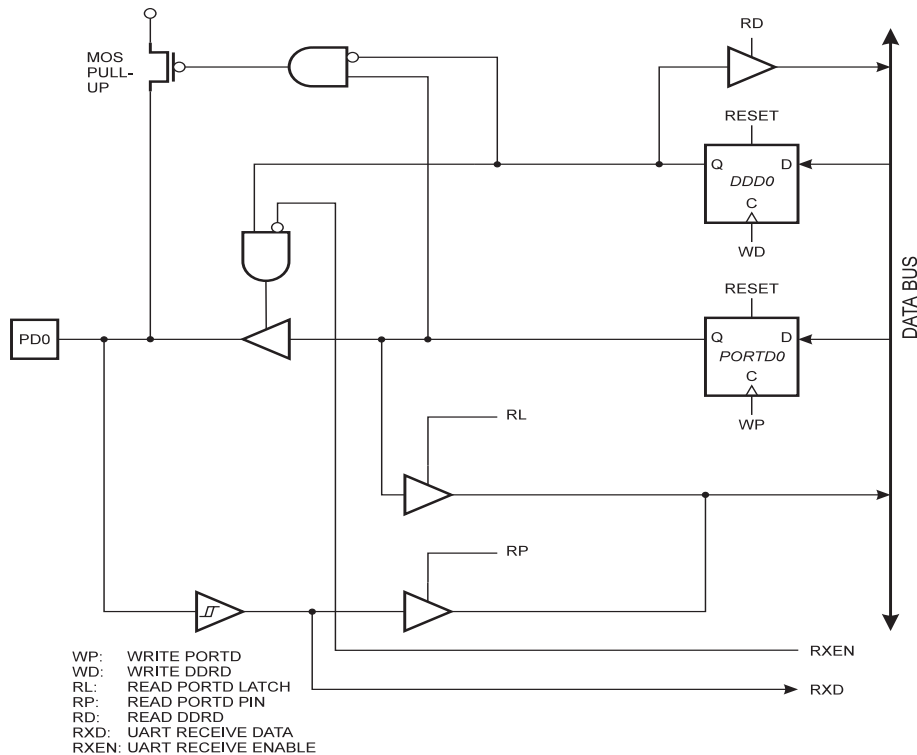 RD
MOS
PULL-
UP
RESET
Q
D
DDD0
C
WD
DATA BUS
RESET
PD0
Q
D
PORTD0
C
WP
RL
RP
RXEN
RXD
WP: WRITE PORTD
WD: WRITE DDRD
RL: READ PORTD LATCH
RP: READ PORTD PIN
RD: READ DDRD
RXD: UART RECEIVE DATA
RXEN: UART RECEIVE ENABLE